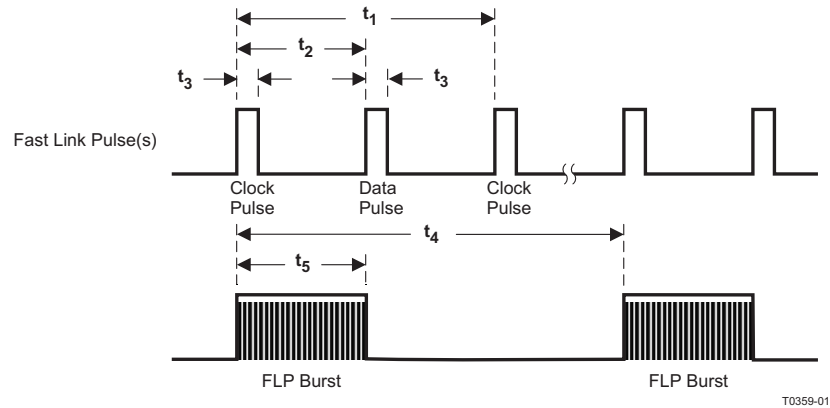 t1
t2
t3
t3
Fast Link Pulse(s)
Clock
Pulse
Data
Pulse
Clock
Pulse
t4
t5
FLP Burst
FLP Burst
T0359-01